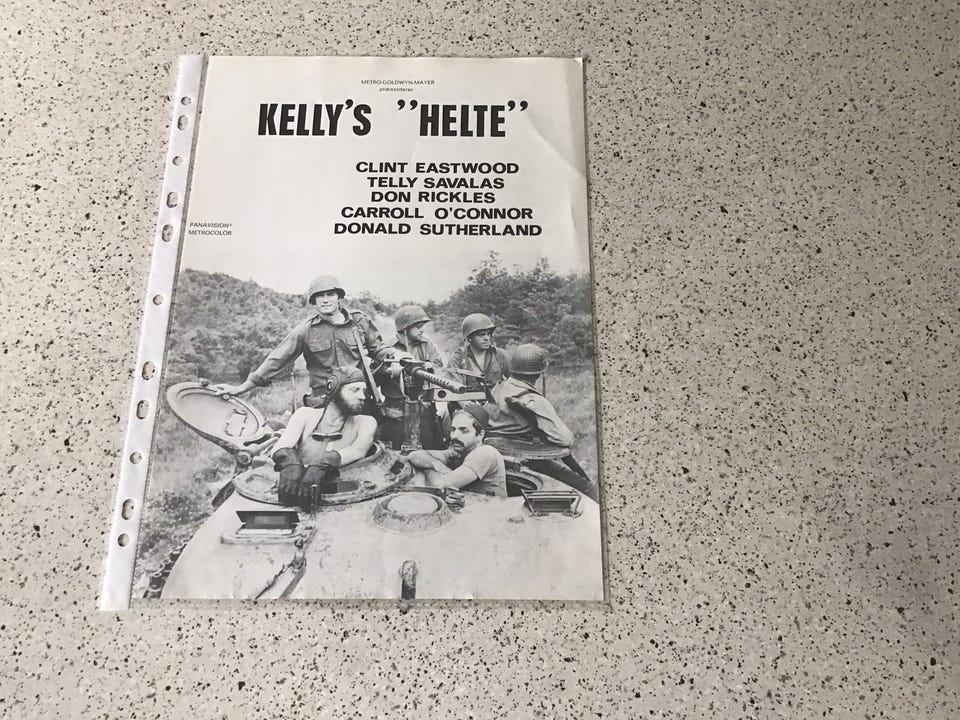 METRO-GOLDWYN-MAYER
præsenterer
KELLY'S "HELTE"
CLINT EASTWOOD
TELLY SAVALAS
DON RICKLES
CARROLL O'CONNOR
DONALD SUTHERLAND
PANAVISION®
METROCOLOR